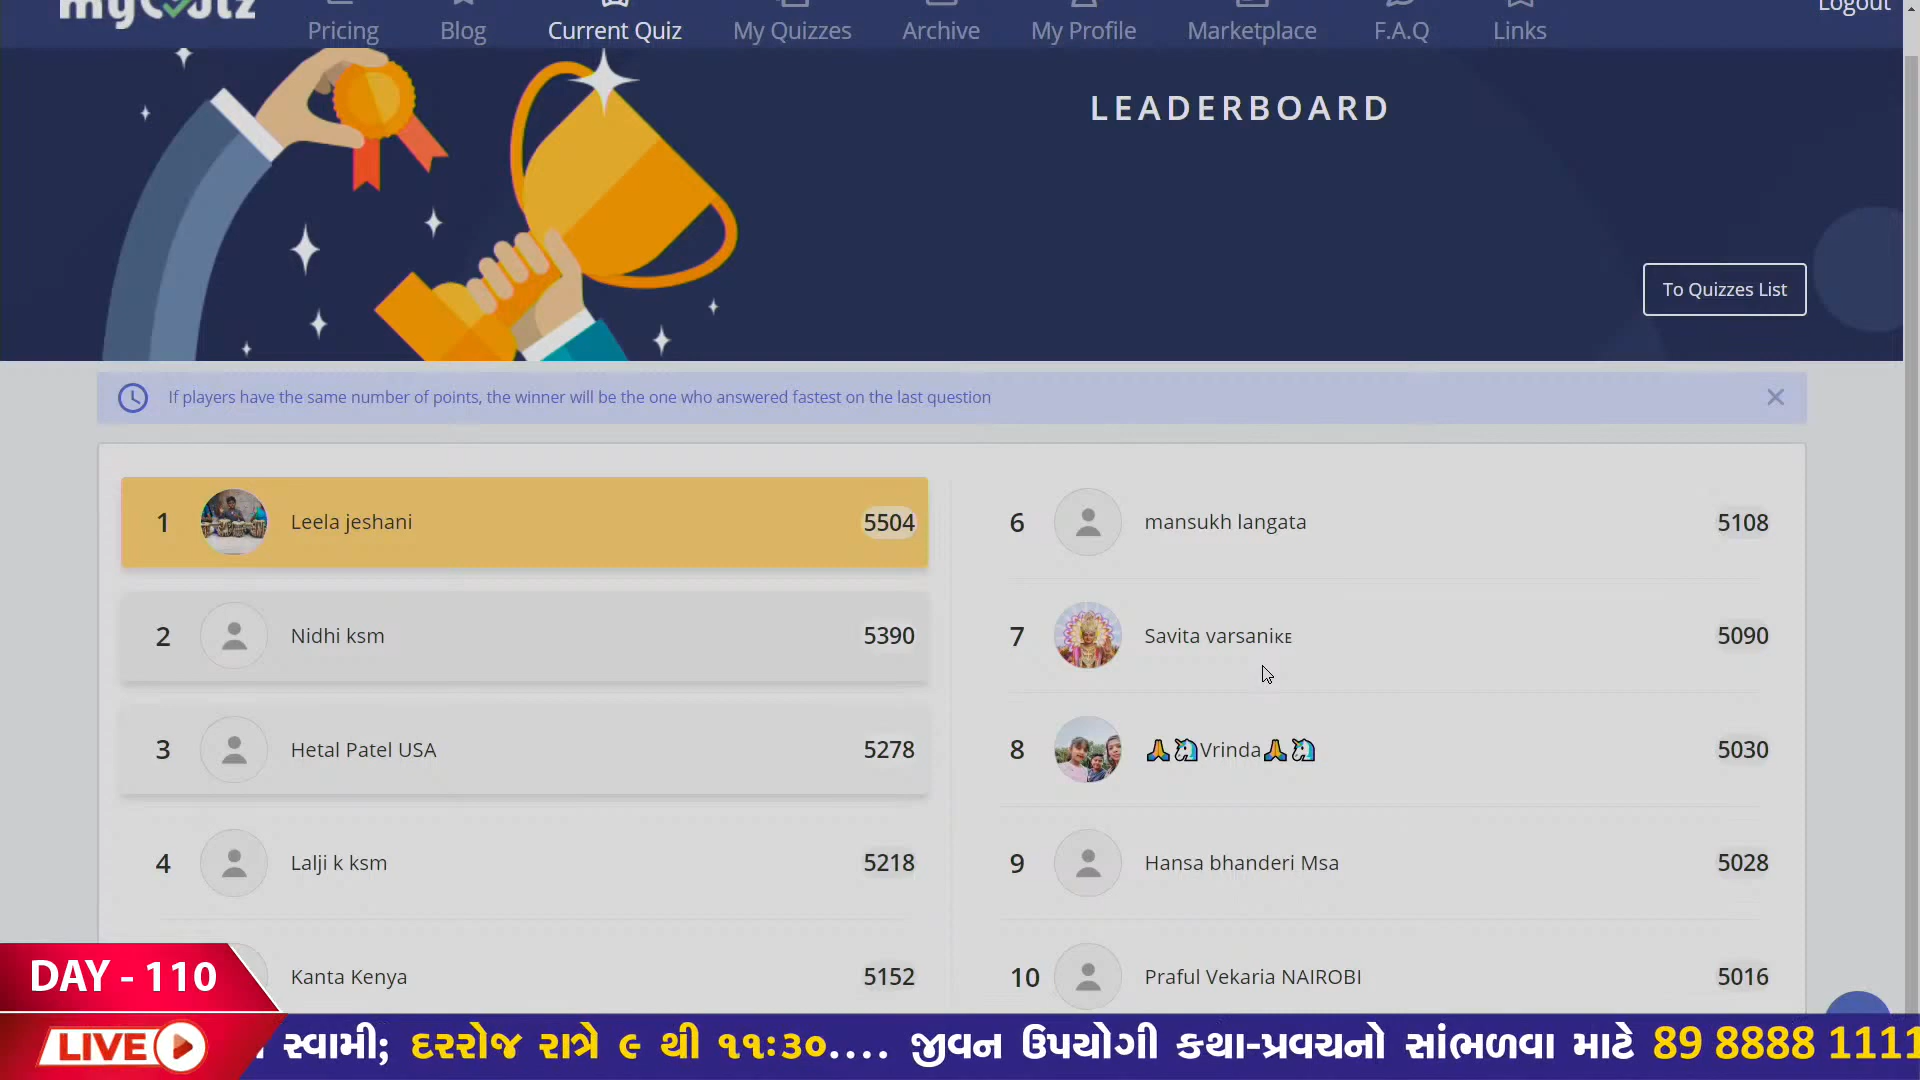 myQuiz
Pricing
Blog
Current Quiz
My Quizzes
Archive
My Profile
Marketplace
F.A.Q
Links
Logout
LEADERBOARD
To Quizzes List
If players have the same number of points, the winner will be the one who answered fastest on the last question
1 Leela jeshani 5504
2 Nidhi ksm 5390
3 Hetal Patel USA 5278
4 Lalji k ksm 5218
Kanta Kenya 5152
6 mansukh langata 5108
7 Savita varsaniᴋᴇ 5090
8 🙏🦄Vrinda🙏🦄 5030
9 Hansa bhanderi Msa 5028
10 Praful Vekaria NAIROBI 5016
DAY - 110
LIVE
સ્વામી; દરરોજ રાત્રે ૯ થી ૧૧:૩૦.... જીવન ઉપયોગી કથા-પ્રવચનો સાંભળવા માટે 89 8888 1111